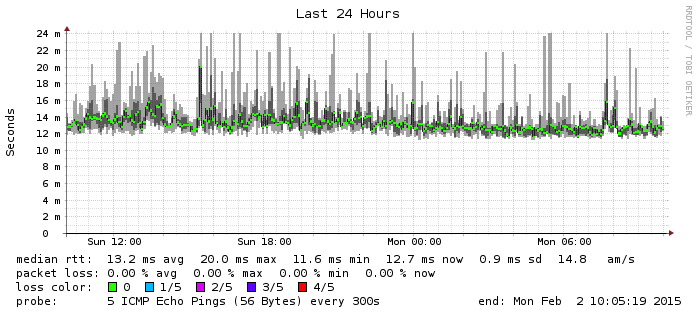 Last 24 Hours
RRDTOOL / TOBI OETIKER
Seconds
24 m
22 m
20 m
18 m
16 m
14 m
12 m
10 m
8 m
6 m
4 m
2 m
0
Sun 12:00 Sun 18:00 Mon 00:00 Mon 06:00
median rtt: 13.2 ms avg 20.0 ms max 11.6 ms min 12.7 ms now 0.9 ms sd 14.8 am/s
packet loss: 0.00 % avg 0.00 % max 0.00 % min 0.00 % now
loss color: 0 1/5 2/5 3/5 4/5
probe: 5 ICMP Echo Pings (56 Bytes) every 300s end: Mon Feb 2 10:05:19 2015